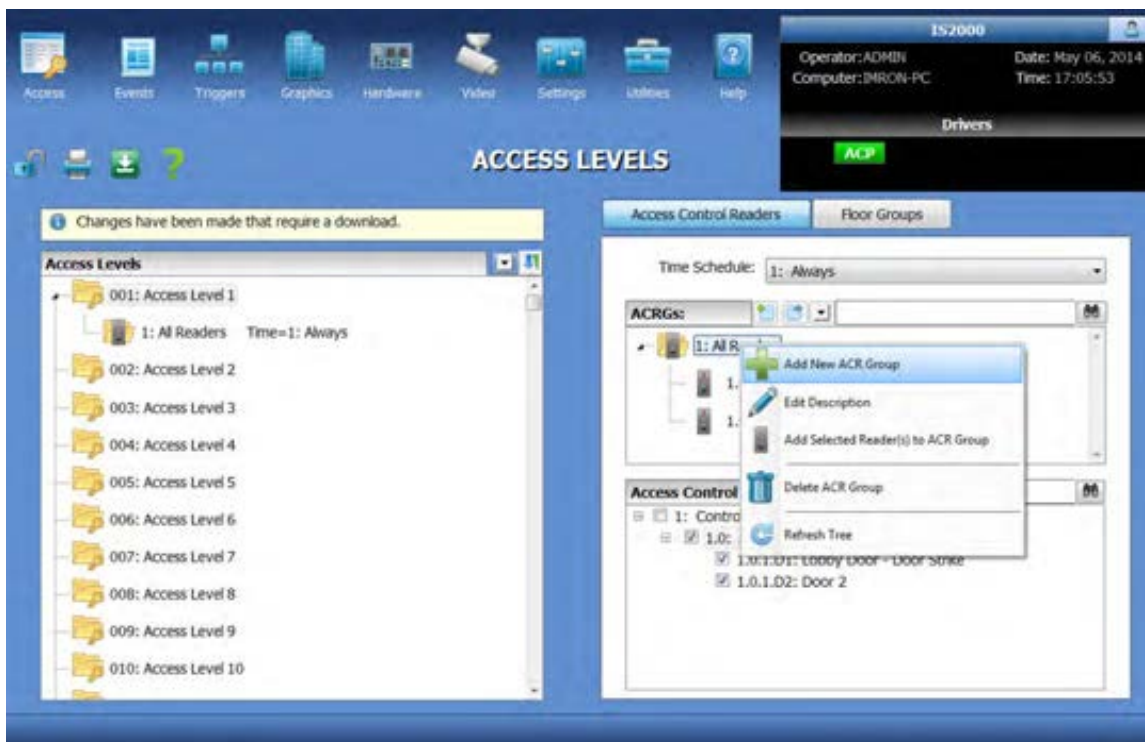 IS2000
Operator:ADMIN Date: May 06, 2014
Computer:IMRON-PC Time: 17:05:53
Access Events Triggers Graphics Hardware Video Settings Utilities Help
Drivers
ACP
ACCESS LEVELS
Changes have been made that require a download.
Access Levels
001: Access Level 1
1: All Readers Time=1: Always
002: Access Level 2
003: Access Level 3
004: Access Level 4
005: Access Level 5
006: Access Level 6
007: Access Level 7
008: Access Level 8
009: Access Level 9
010: Access Level 10
Access Control Readers Floor Groups
Time Schedule: 1: Always
ACRGs:
1: All R
1.
1.
Add New ACR Group
Edit Description
Add Selected Reader(s) to ACR Group
Delete ACR Group
Refresh Tree
Access Control
1: Contro
1.0:
1.0.1.D1: Lobby Door - Door Strike
1.0.1.D2: Door 2